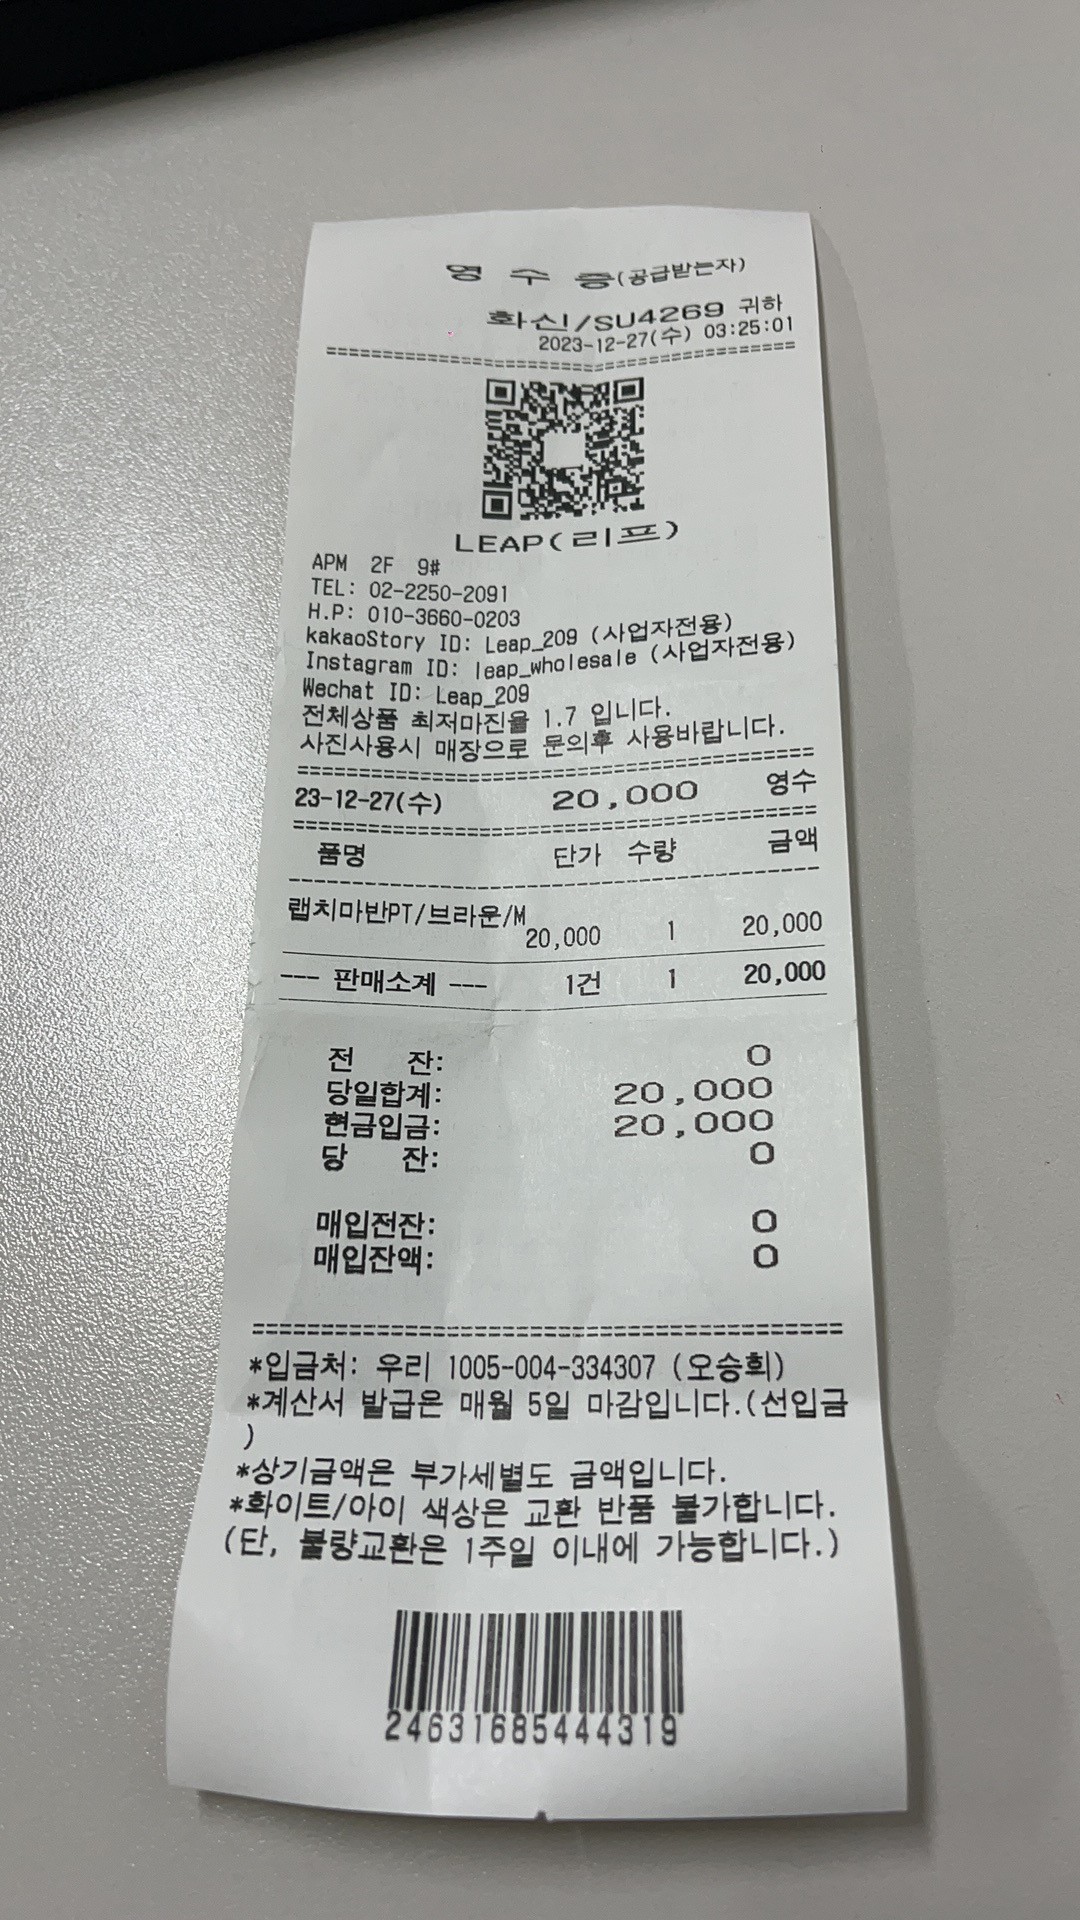 영 수 증(공급받는자)
화신/SU4269 귀하
2023-12-27(수) 03:25:01
==========================================
LEAP(리프)
APM 2F 9#
TEL: 02-2250-2091
H.P: 010-3660-0203
kakaoStory ID: Leap_209 (사업자전용)
Instagram ID: leap_wholesale (사업자전용)
Wechat ID: Leap_209
전체상품 최저마진율 1.7 입니다.
사진사용시 매장으로 문의후 사용바랍니다.
==========================================
23-12-27(수) 20,000 영수
==========================================
품명 단가 수량 금액
------------------------------------------
랩치마반PT/브라운/M
20,000 1 20,000
--- 판매소계 --- 1건 1 20,000
전 잔: 0
당일합계: 20,000
현금입금: 20,000
당 잔: 0
매입전잔: 0
매입잔액: 0
==========================================
*입금처: 우리 1005-004-334307 (오승희)
*계산서 발급은 매월 5일 마감입니다.(선입금
)
*상기금액은 부가세별도 금액입니다.
*화이트/아이 색상은 교환 반품 불가합니다.
(단, 불량교환은 1주일 이내에 가능합니다.)
24631685444319